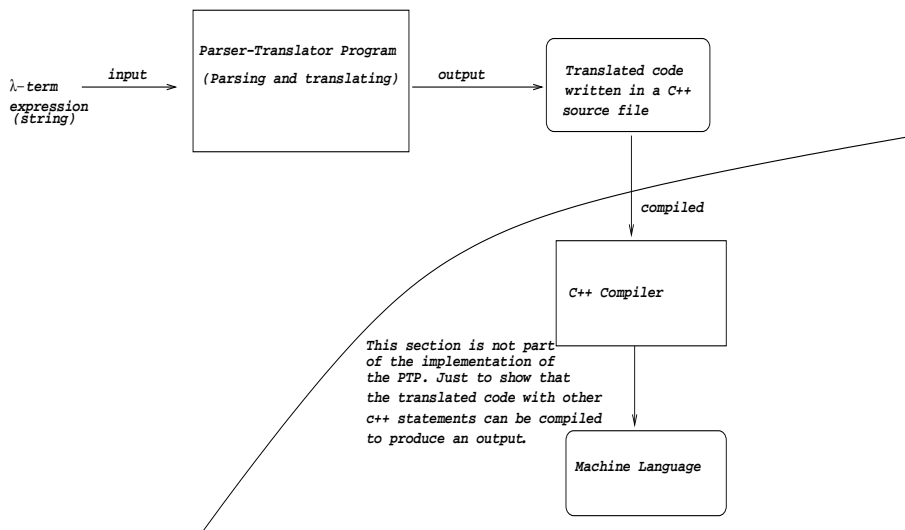 λ-term
expression
(string)
input
Parser-Translator Program
(Parsing and translating)
output
Translated code
written in a C++
source file
compiled
C++ Compiler
This section is not part
of the implementation of
the PTP. Just to show that
the translated code with other
c++ statements can be compiled
to produce an output.
Machine Language